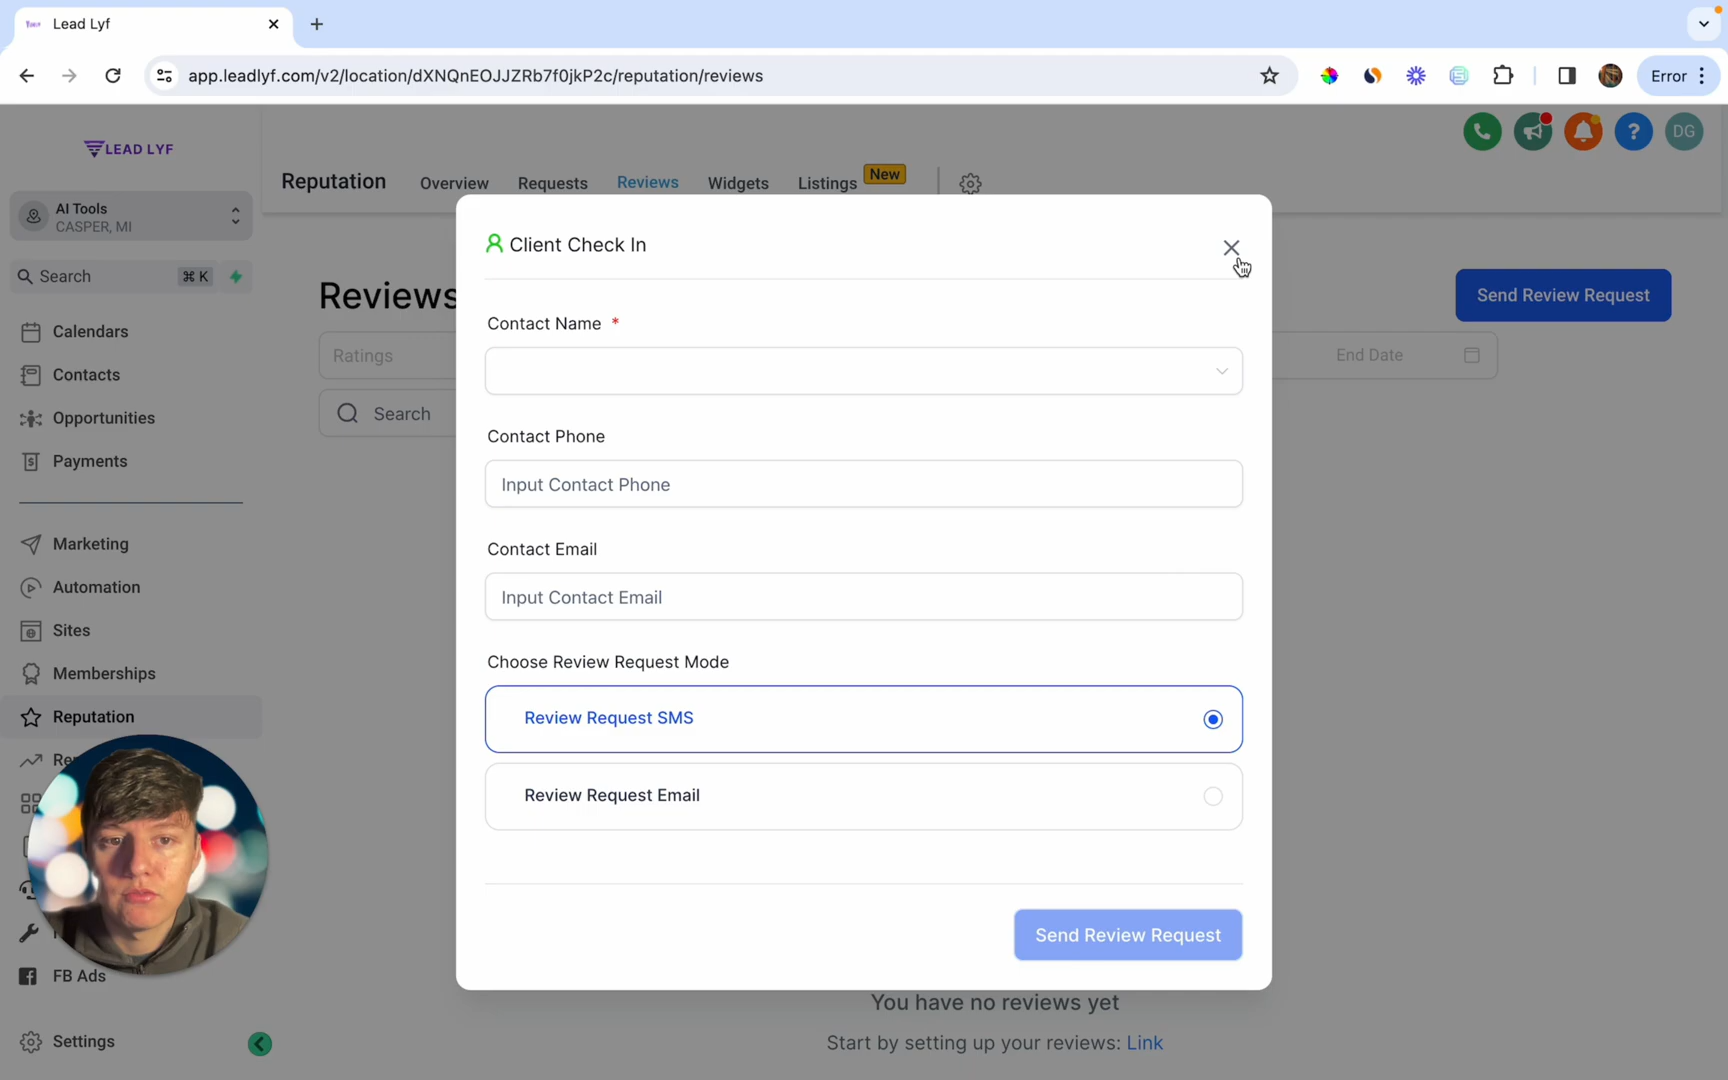 Lead Lyf
app.leadlyf.com/v2/location/dXNQnEOJJZRb7f0jkP2c/reputation/reviews
Error
LEAD LYF
Reputation
Overview
Requests
Reviews
Widgets
Listings
New
DG
AI Tools
CASPER, MI
Search
⌘ K
Calendars
Contacts
Opportunities
Payments
Marketing
Automation
Sites
Memberships
Reputation
FB Ads
Settings
Reviews
Send Review Request
Ratings
End Date
Search
Client Check In
Contact Name *
Contact Phone
Input Contact Phone
Contact Email
Input Contact Email
Choose Review Request Mode
Review Request SMS
Review Request Email
Send Review Request
You have no reviews yet
Start by setting up your reviews: Link